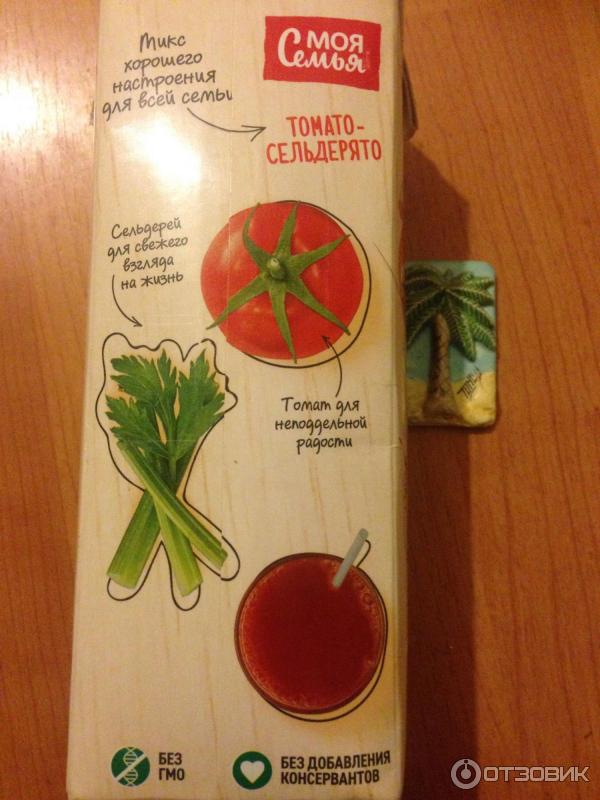 МОЯ
Семья
Микс
хорошего
настроения
для всей семьи
ТОМАТО-
СЕЛЬДЕРЯТО
Сельдерей
для свежего
взгляда
на жизнь
Томат для
неподдельной
радости
БЕЗ
ГМО
БЕЗ ДОБАВЛЕНИЯ
КОНСЕРВАНТОВ
ОТЗОВИК